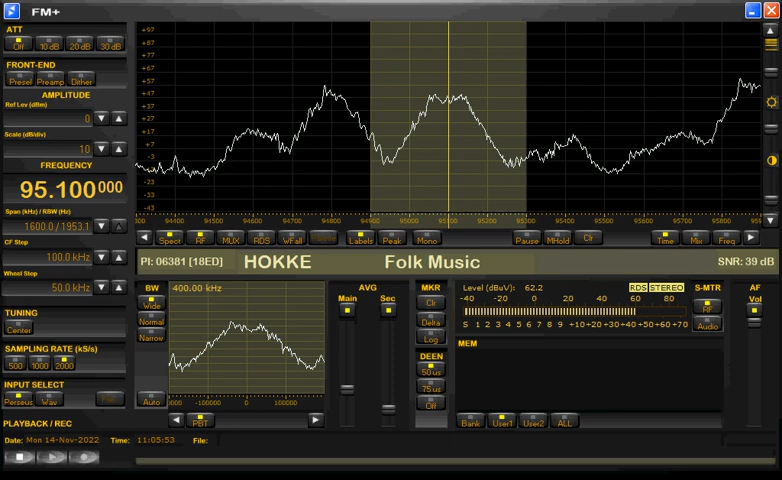 FM+
ATT
Off 10 dB 20 dB 30 dB
FRONT-END
Presel Preamp Dither
AMPLITUDE
Ref Lev (dBm)
0
Scale (dB/div)
10
FREQUENCY
95.100000
Span (kHz) / RBW (Hz)
1600.0 / 1953.1
CF Step
100.0 kHz
Wheel Step
50.0 kHz
TUNING
Center
SAMPLING RATE (kS/s)
500 1000 2000
INPUT SELECT
Perseus Wav
+97
+87
+77
+67
+57
+47
+37
+27
+17
+7
-3
-13
-23
-33
-43
300 94400 94500 94600 94700 94800 94900 95000 95100 95200 95300 95400 95500 95600 95700 95800 959
Spect RF MUX RDS WFall Labels Peak Mono Pause MHold Clr Time Mix Freq
PI: 06381 [18ED] HOKKE Folk Music SNR: 39 dB
BW
Wide
Normal
Narrow
Auto
400.00 kHz
000 -100000 0 100000
PBT
AVG
Main Sec
MKR
Clr
Delta
Log
DEEN
50 us
75 us
Off
Level (dBuV): 62.2 RDS STEREO
-40 -20 0 20 40 60 80
S 1 3 5 7 9 +10 +20 +30 +40 +50 +60 +70
S-MTR
RF
Audio
AF
Vol
MEM
Bank User1 User2 ALL
PLAYBACK / REC
Date: Mon 14-Nov-2022 Time: 11:05:53 File: